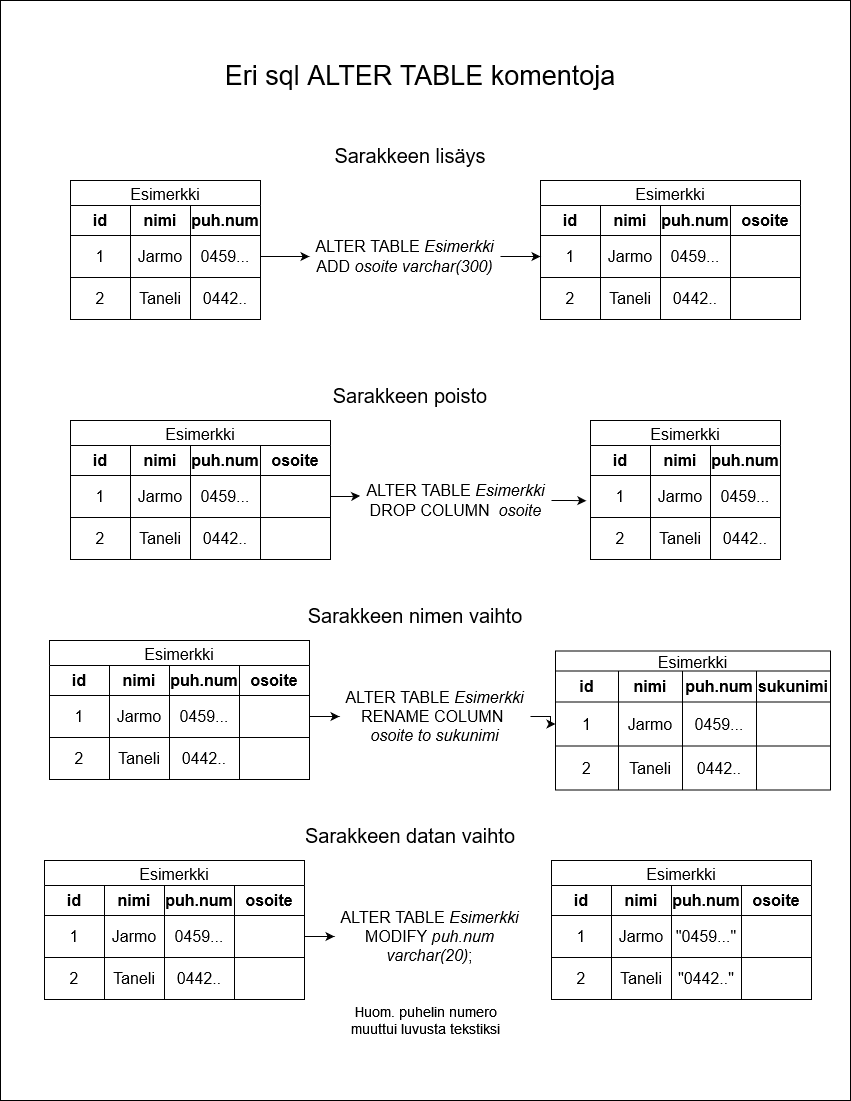 Eri sql ALTER TABLE komentoja
Sarakkeen lisäys
Esimerkki
id nimi puh.num
1 Jarmo 0459...
2 Taneli 0442..
ALTER TABLE Esimerkki
ADD osoite varchar(300)
Esimerkki
id nimi puh.num osoite
1 Jarmo 0459...
2 Taneli 0442..
Sarakkeen poisto
Esimerkki
id nimi puh.num osoite
1 Jarmo 0459...
2 Taneli 0442..
ALTER TABLE Esimerkki
DROP COLUMN osoite
Esimerkki
id nimi puh.num
1 Jarmo 0459...
2 Taneli 0442..
Sarakkeen nimen vaihto
Esimerkki
id nimi puh.num osoite
1 Jarmo 0459...
2 Taneli 0442..
ALTER TABLE Esimerkki
RENAME COLUMN
osoite to sukunimi
Esimerkki
id nimi puh.num sukunimi
1 Jarmo 0459...
2 Taneli 0442..
Sarakkeen datan vaihto
Esimerkki
id nimi puh.num osoite
1 Jarmo 0459...
2 Taneli 0442..
ALTER TABLE Esimerkki
MODIFY puh.num
varchar(20);
Esimerkki
id nimi puh.num osoite
1 Jarmo "0459..."
2 Taneli "0442.."
Huom. puhelin numero
muuttui luvusta tekstiksi